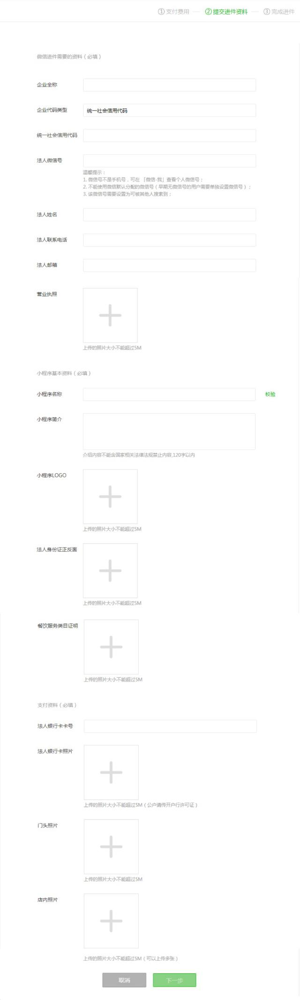 ① 支付费用 — ② 提交进件资料 — ③ 完成进件
微信进件需要的资料（必填）
企业全称
企业代码类型 统一社会信用代码
统一社会信用代码
法人微信号
温馨提示：
1. 微信号不是手机号，可在「微信-我」查看个人微信号；
2. 不能使用微信默认分配的微信号（早期无微信号的用户需要单独设置微信号）；
3. 该微信号需要设置为可被其他人搜索到；
法人姓名
法人联系电话
法人邮箱
营业执照
上传的照片大小不能超过5M
小程序基本资料（必填）
小程序名称 校验
小程序简介
介绍内容不能含国家相关法律法规禁止内容,120字以内
小程序LOGO
上传的照片大小不能超过5M
法人身份证正反面
上传的照片大小不能超过5M
餐饮服务类目证明
上传的照片大小不能超过5M
支付资料（必填）
法人银行卡卡号
法人银行卡照片
上传的照片大小不能超过5M（公户请传开户行许可证）
门头照片
上传的照片大小不能超过5M
店内照片
上传的照片大小不能超过5M（可以上传多张）
取消 下一步